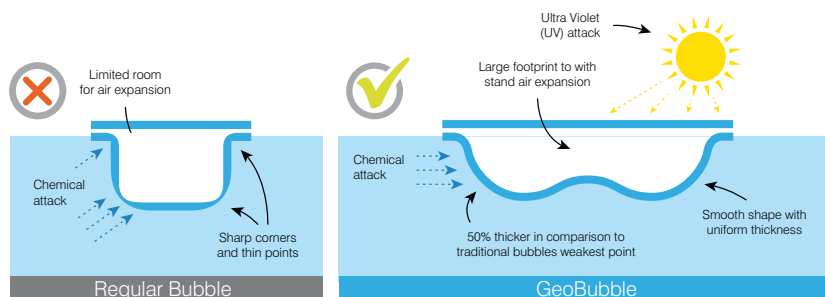 Limited room
for air expansion
Chemical
attack
Sharp corners
and thin points
Regular Bubble
Ultra Violet
(UV) attack
Large footprint to with
stand air expansion
Chemical
attack
50% thicker in comparison to
traditional bubbles weakest point
Smooth shape with
uniform thickness
GeoBubble